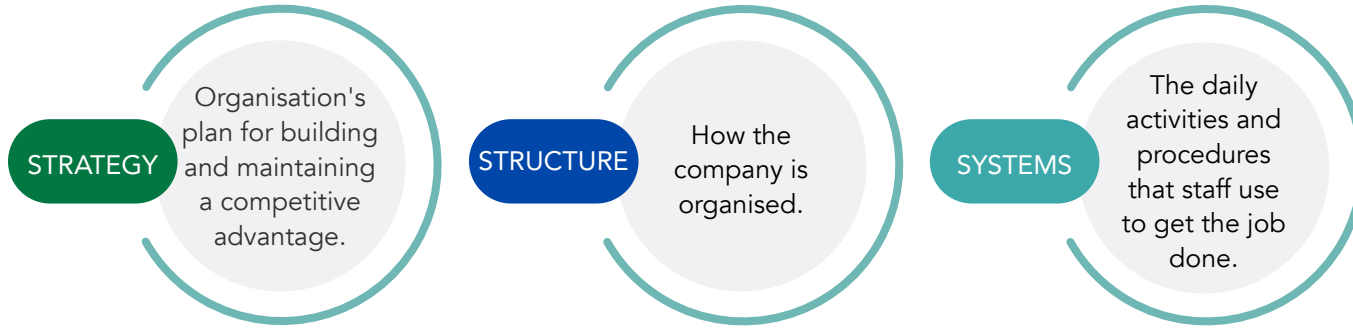 STRATEGY
Organisation's
plan for building
and maintaining
a competitive
advantage.
STRUCTURE
How the
company is
organised.
SYSTEMS
The daily
activities and
procedures
that staff use
to get the job
done.